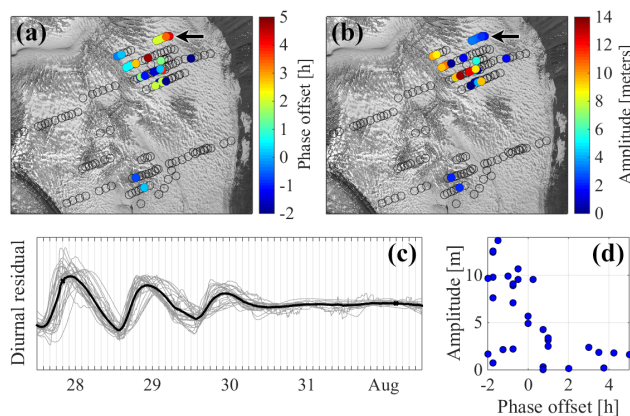 (a)
5
4
3
2
1
0
-1
-2
Phase offset [h]
(b)
14
12
10
8
6
4
2
0
Amplitude [meters]
(c)
Diurnal residual
28 29 30 31 Aug
(d)
Amplitude [m]
10
5
0
-2 0 2 4
Phase offset [h]